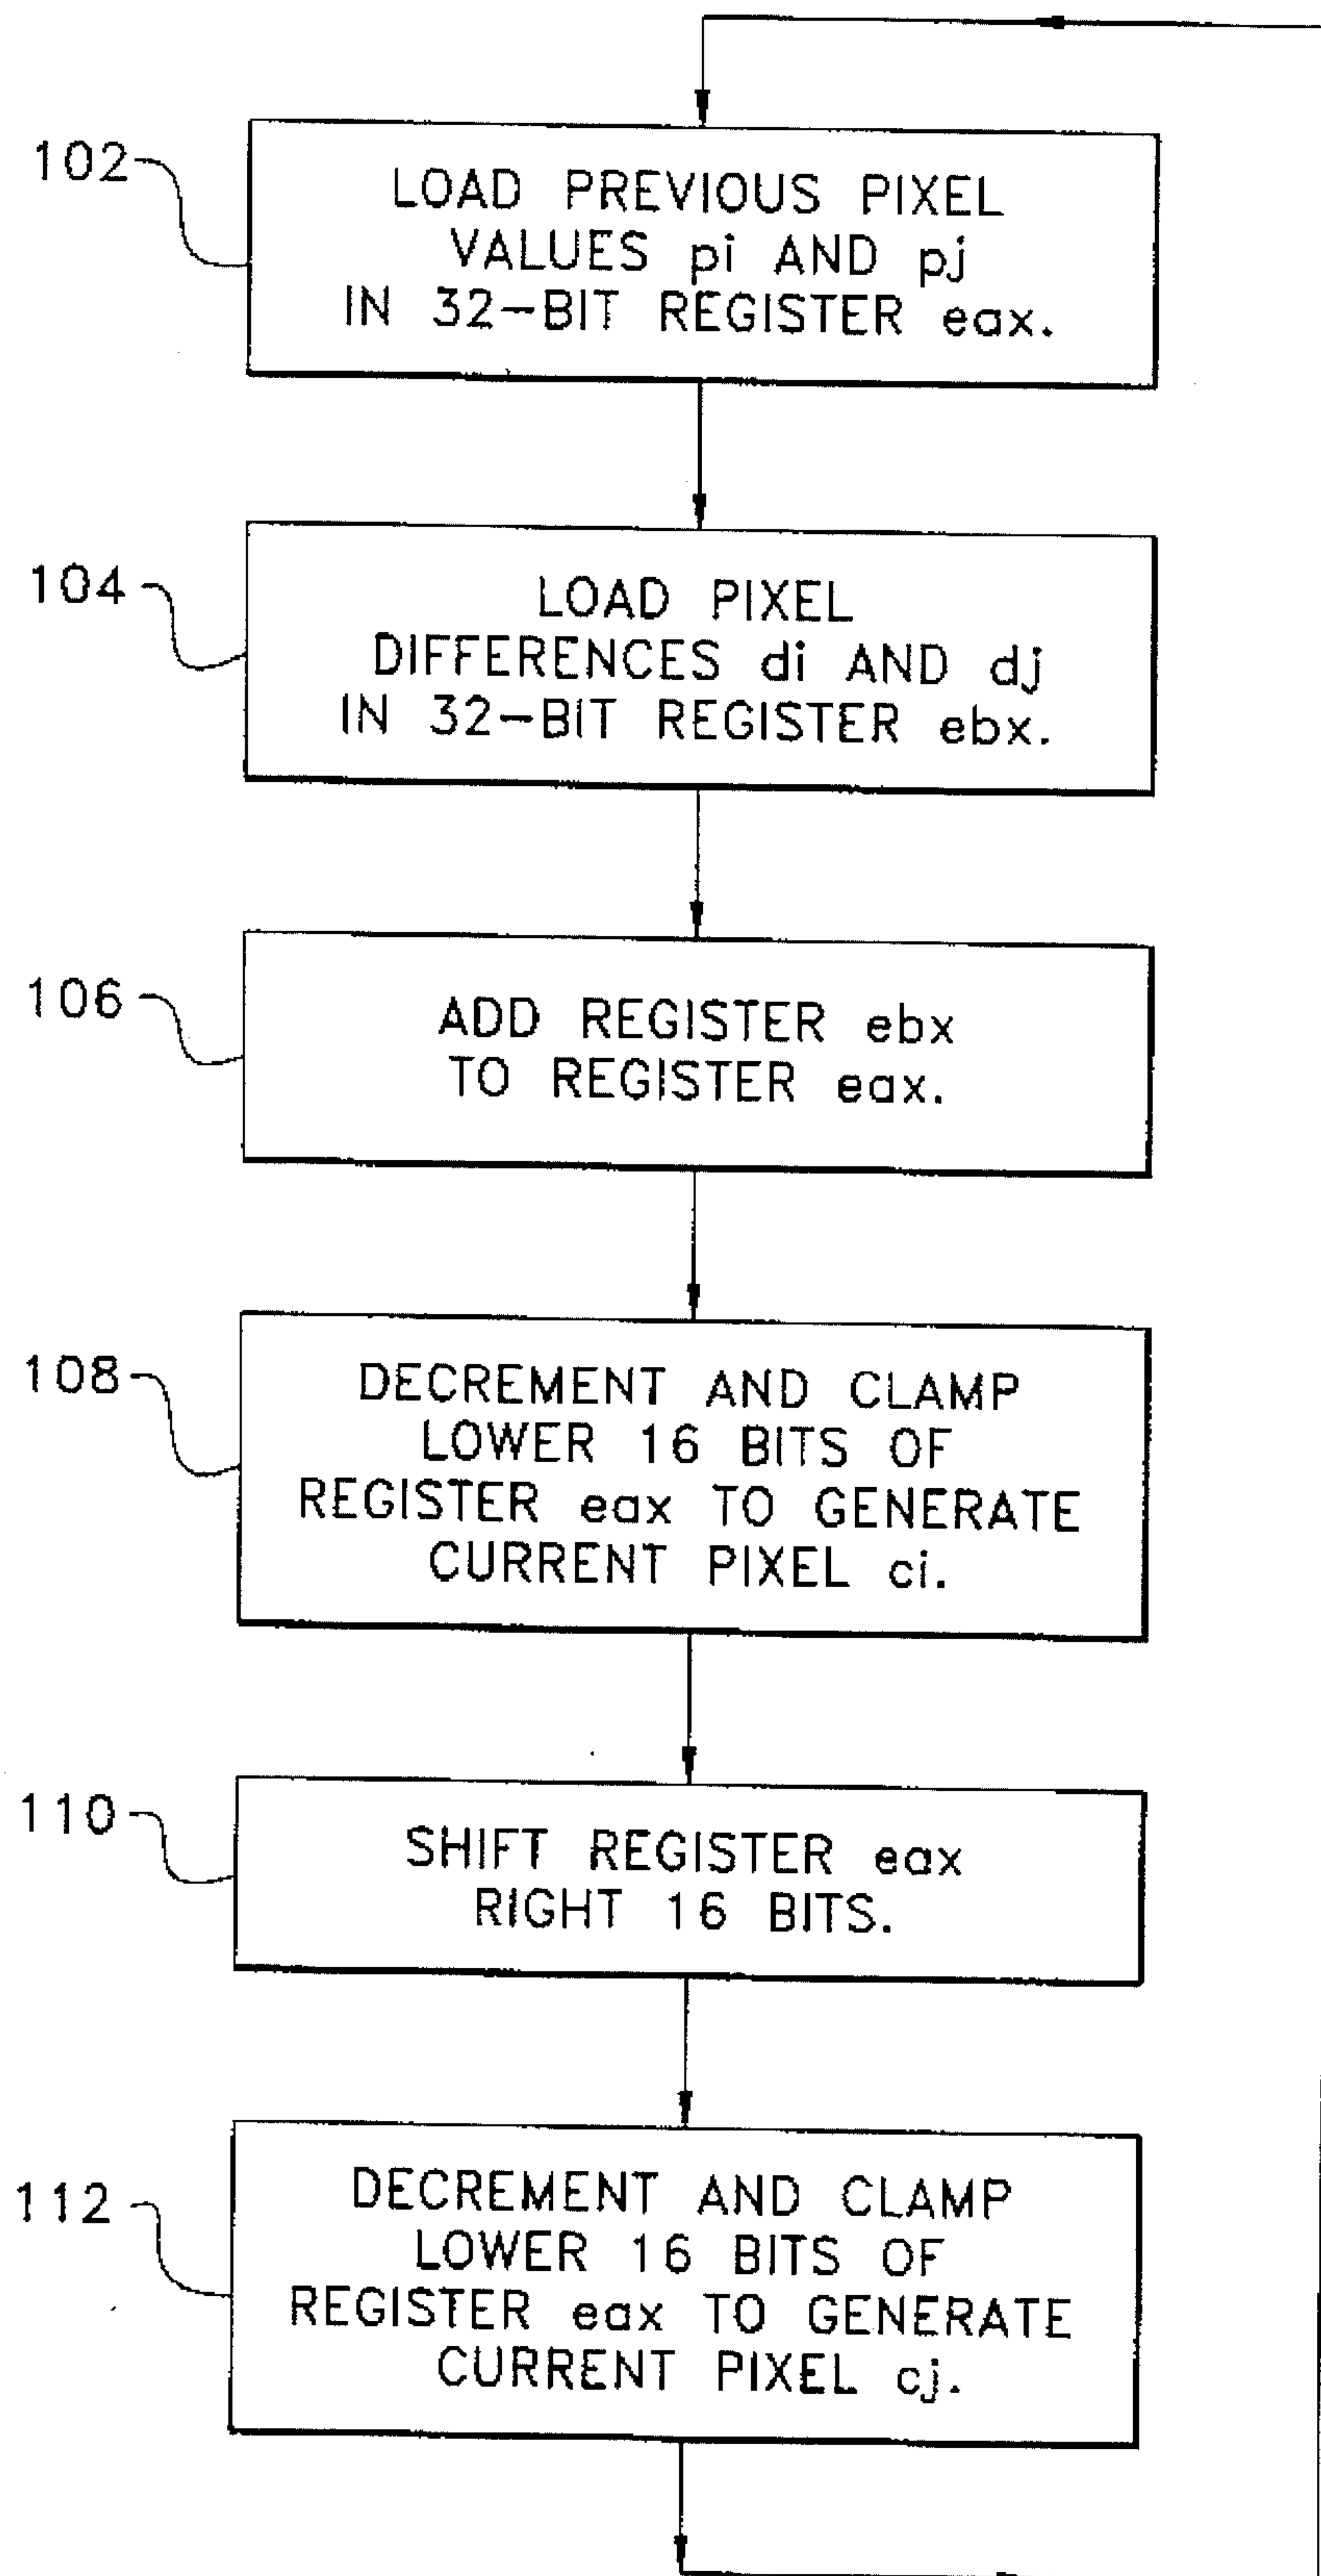 102
LOAD PREVIOUS PIXEL
VALUES pi AND pj
IN 32-BIT REGISTER eax.
104
LOAD PIXEL
DIFFERENCES di AND dj
IN 32-BIT REGISTER ebx.
106
ADD REGISTER ebx
TO REGISTER eax.
108
DECREMENT AND CLAMP
LOWER 16 BITS OF
REGISTER eax TO GENERATE
CURRENT PIXEL ci.
110
SHIFT REGISTER eax
RIGHT 16 BITS.
112
DECREMENT AND CLAMP
LOWER 16 BITS OF
REGISTER eax TO GENERATE
CURRENT PIXEL cj.